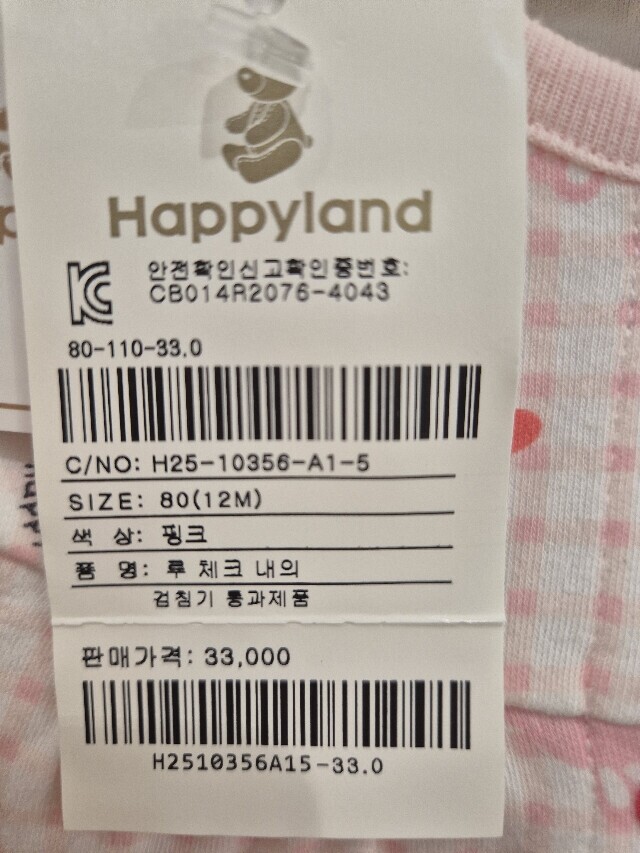 Happyland
안전확인신고확인증번호:
CB014R2076-4043
80-110-33.0
C/NO: H25-10356-A1-5
SIZE: 80(12M)
색 상: 핑크
품 명: 루 체크 내의
검침기 통과제품
판매가격: 33,000
H2510356A15-33.0